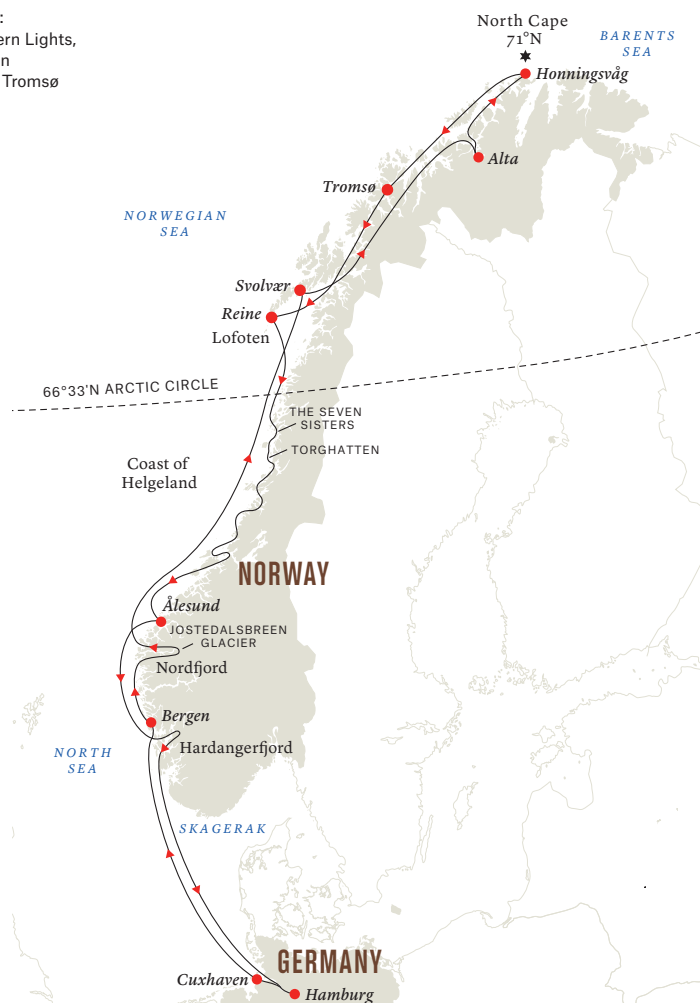 :
ern Lights,
n
Tromsø
North Cape
71°N
BARENTS
SEA
Honningsvåg
Alta
Tromsø
NORWEGIAN
SEA
Svolvær
Reine
Lofoten
66°33'N ARCTIC CIRCLE
THE SEVEN
SISTERS
TORGHATTEN
Coast of
Helgeland
NORWAY
Ålesund
JOSTEDALSBREEN
GLACIER
Nordfjord
Bergen
Hardangerfjord
NORTH
SEA
SKAGERAK
GERMANY
Cuxhaven
Hamburg